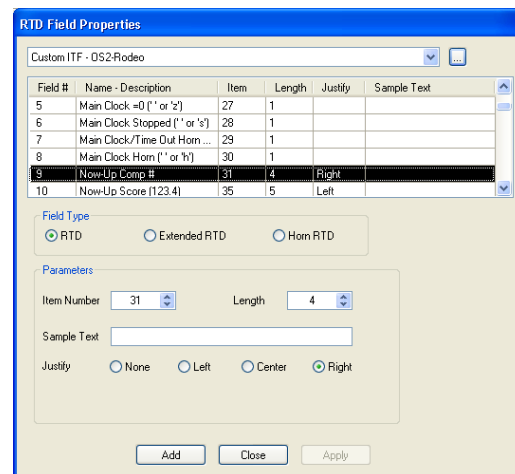 RTD Field Properties
Custom ITF - OS2-Rodeo ...
Field # Name - Description Item Length Justify Sample Text
5 Main Clock =0 (' ' or 'z') 27 1
6 Main Clock Stopped (' ' or 's') 28 1
7 Main Clock/Time Out Horn ... 29 1
8 Main Clock Horn (' ' or 'h') 30 1
9 Now-Up Comp # 31 4 Right
10 Now-Up Score (123.4) 35 5 Left
Field Type
RTD Extended RTD Horn RTD
Parameters
Item Number 31 Length 4
Sample Text
Justify None Left Center Right
Add Close Apply